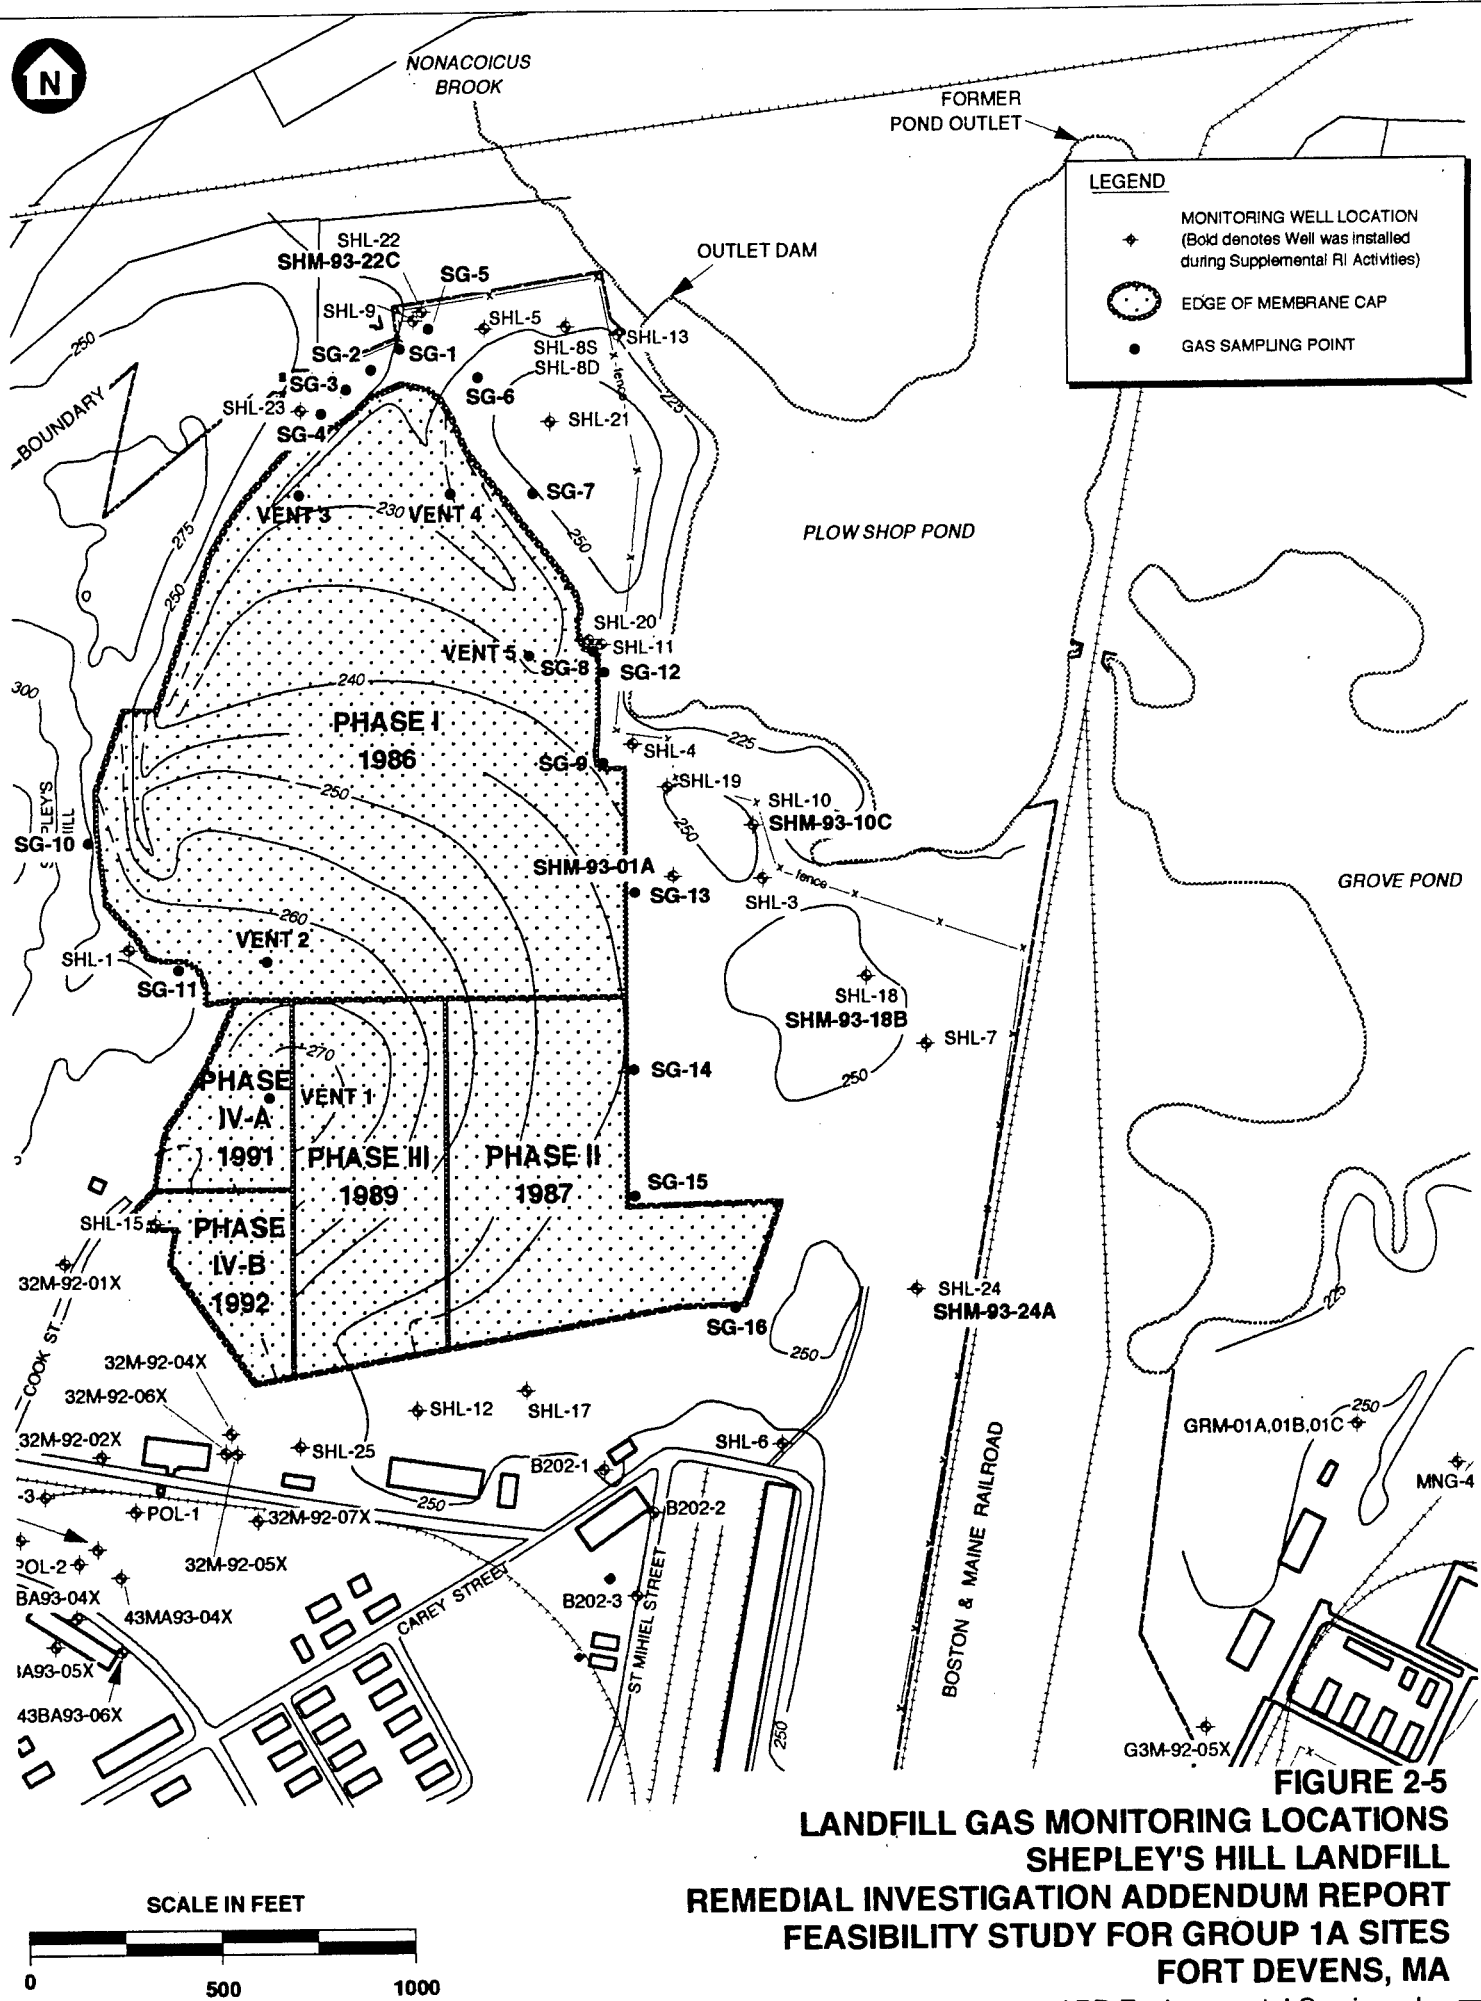 N
NONACOICUS
BROOK
FORMER
POND OUTLET
LEGEND
MONITORING WELL LOCATION
(Bold denotes Well was installed
during Supplemental RI Activities)
EDGE OF MEMBRANE CAP
GAS SAMPLING POINT
OUTLET DAM
SHL-22
SHM-93-22C
SG-5
SHL-9
SHL-5
SHL-13
SHL-8S
SHL-8D
SG-2
SG-1
250
SG-3
SG-6
fence
225
SHL-23
SG-4
SHL-21
BOUNDARY
SG-7
VENT 3
230
VENT 4
275
250
PLOW SHOP POND
250
SHL-20
SHL-11
VENT 5
SG-8
SG-12
300
240
PHASE I
1986
225
SHL-4
SG-9
SHL-19
250
SHL-10
SHM-93-10C
250
SG-10
SHM-93-01A
fence
SG-13
SHL-3
GROVE POND
260
VENT 2
SHL-1
SG-11
SHL-18
SHM-93-18B
SHL-7
270
SG-14
250
PHASE
IV-A
1991
VENT 1
PHASE III
1989
PHASE II
1987
SG-15
SHL-15
PHASE
IV-B
1992
32M-92-01X
SHL-24
SHM-93-24A
225
SG-16
250
COOK ST.
32M-92-04X
32M-92-06X
32M-92-02X
SHL-12
SHL-17
250
GRM-01A,01B,01C
SHL-25
SHL-6
B202-1
MNG-4
250
-3
POL-1
32M-92-07X
B202-2
POL-2
32M-92-05X
BA93-04X
43MA93-04X
B202-3
CAREY STREET
ST MIHIEL STREET
BOSTON & MAINE RAILROAD
A93-05X
43BA93-06X
250
G3M-92-05X
FIGURE 2-5
LANDFILL GAS MONITORING LOCATIONS
SHEPLEY'S HILL LANDFILL
REMEDIAL INVESTIGATION ADDENDUM REPORT
FEASIBILITY STUDY FOR GROUP 1A SITES
FORT DEVENS, MA
SCALE IN FEET
0
500
1000